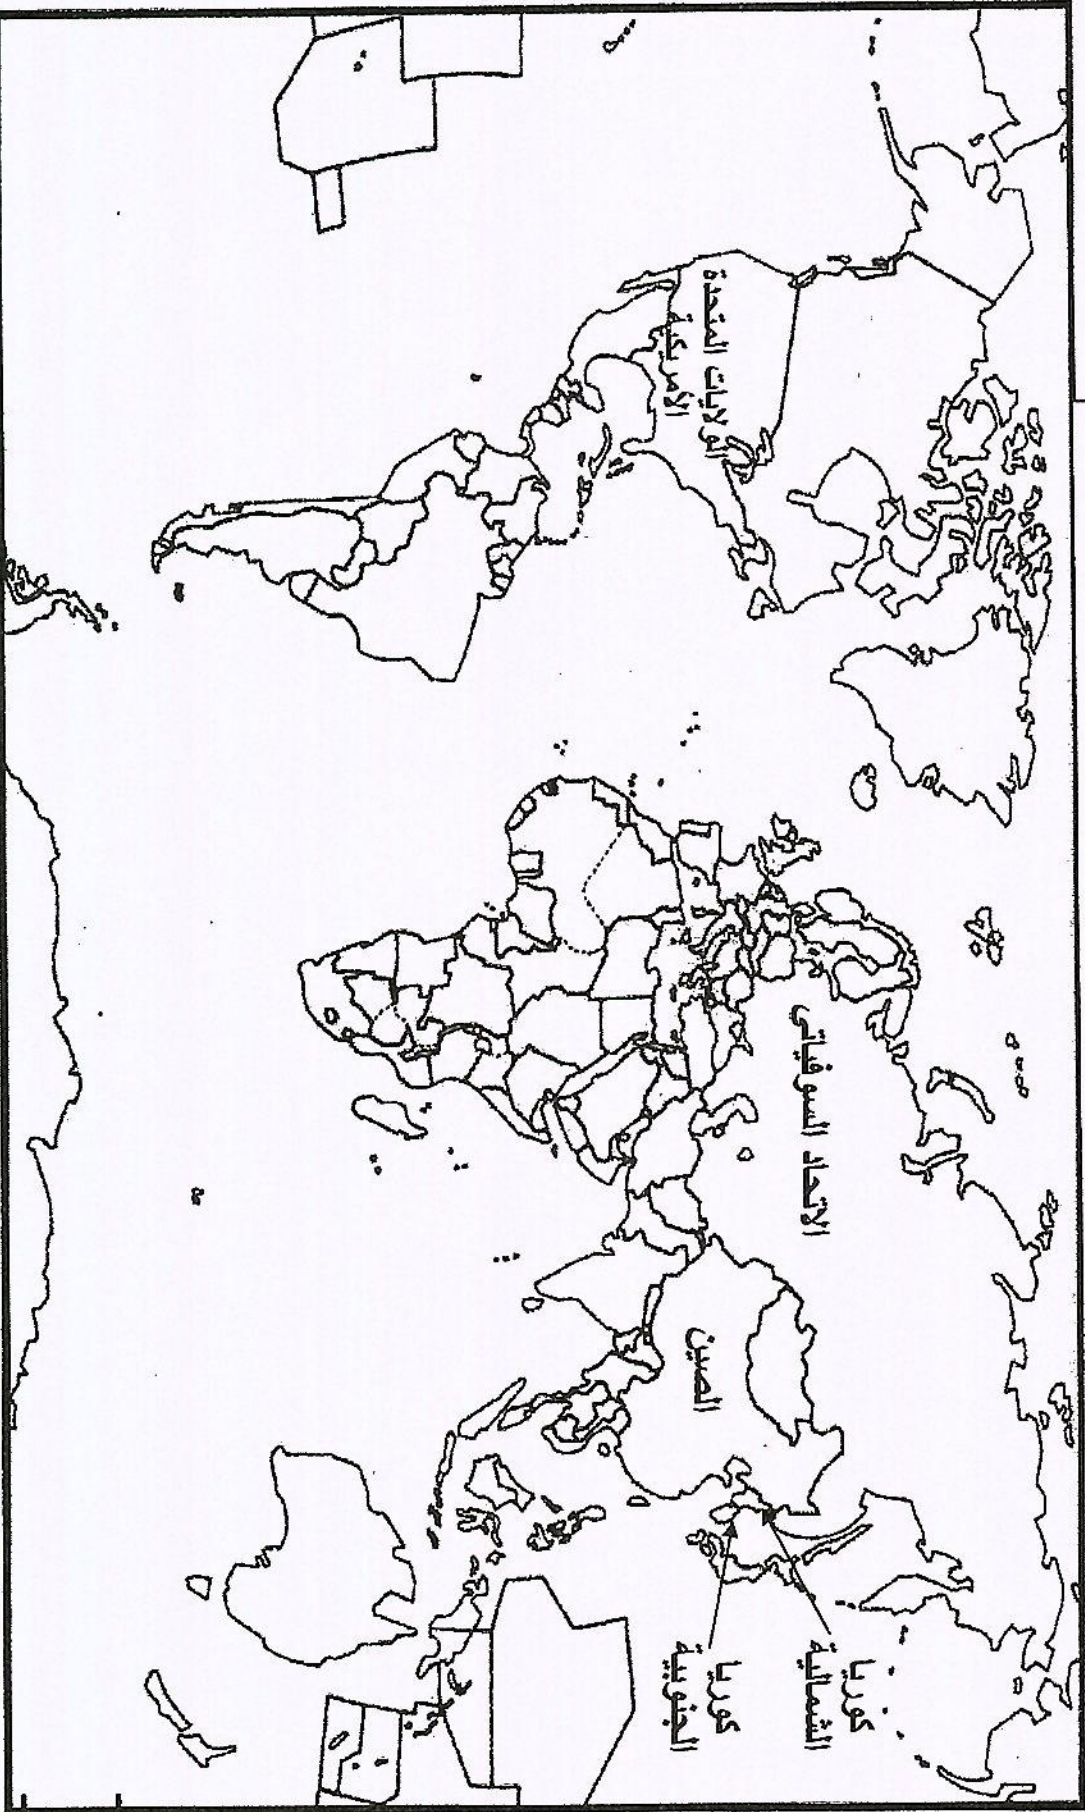 الولايات المتحدة
الأمريكية
الاتحاد السوفياتي
الصين
كوريا
الشمالية
كوريا
الجنوبية